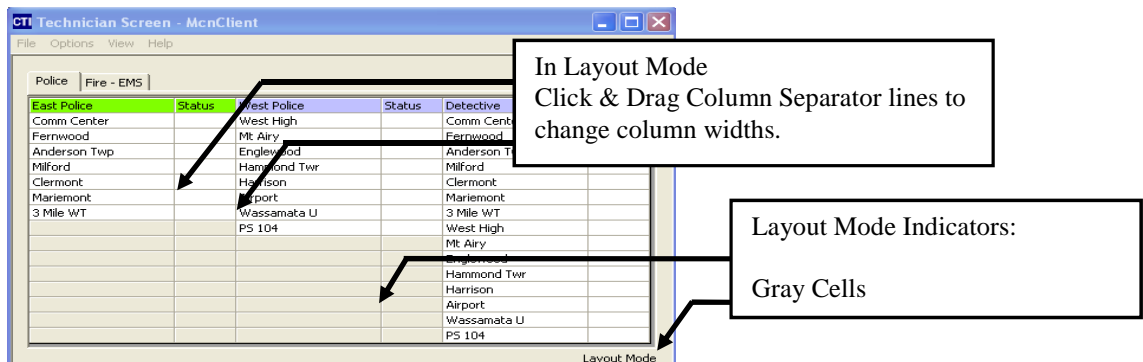 CTI Technician Screen - McnClient
File Options View Help
Police Fire - EMS
East Police Status West Police Status Detective
Comm Center West High Comm Cent
Fernwood Mt Airy Fernwood
Anderson Twp Englewood Anderson T
Milford Hammond Twr Milford
Clermont Harrison Clermont
Mariemont Airport Mariemont
3 Mile WT Wassamata U 3 Mile WT
PS 104 West High
Mt Airy
Englewood
Hammond Twr
Harrison
Airport
Wassamata U
PS 104
Layout Mode
In Layout Mode
Click & Drag Column Separator lines to
change column widths.
Layout Mode Indicators:
Gray Cells